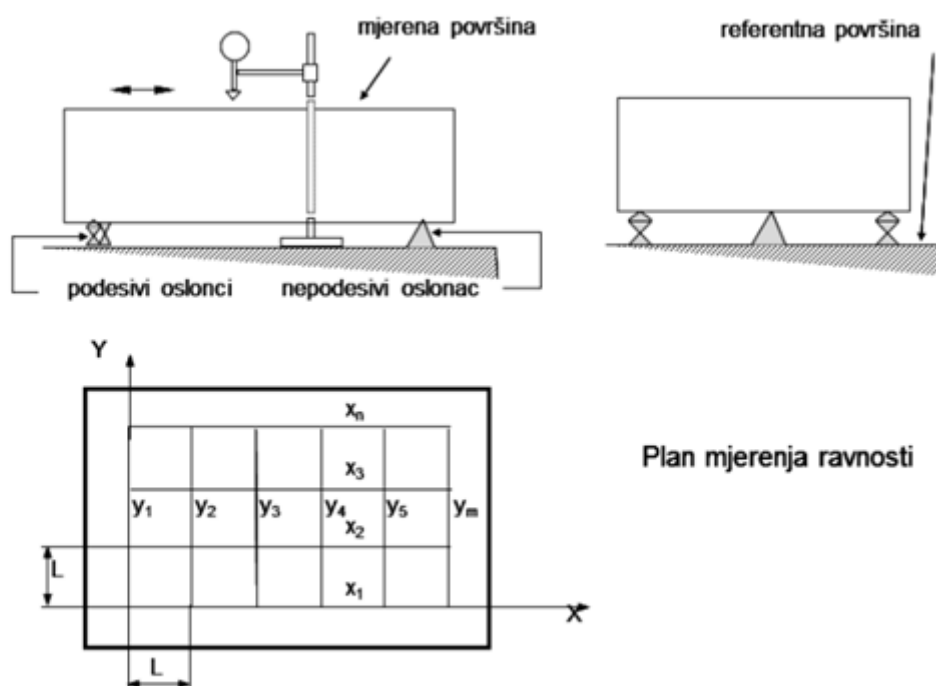 mjerena površina
referentna površina
podesivi oslonci
nepodesivi oslonac
Y
xₙ
x₃
y₁ y₂ y₃ y₄ y₅ yₘ
x₂
L
x₁
X
L
Plan mjerenja ravnosti